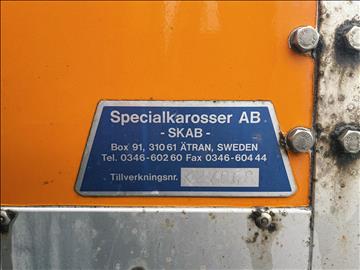 Specialkarosser AB
- SKAB -
Box 91, 310 61 ÄTRAN, SWEDEN
Tel. 0346-602 60 Fax 0346-604 44
Tillverkningsnr.